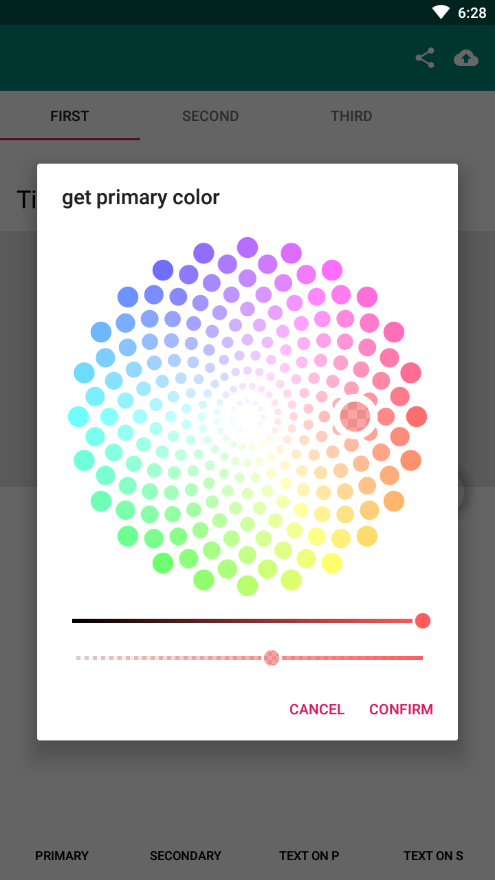 6:28
FIRST
SECOND
THIRD
Ti
get primary color
CANCEL
CONFIRM
PRIMARY
SECONDARY
TEXT ON P
TEXT ON S